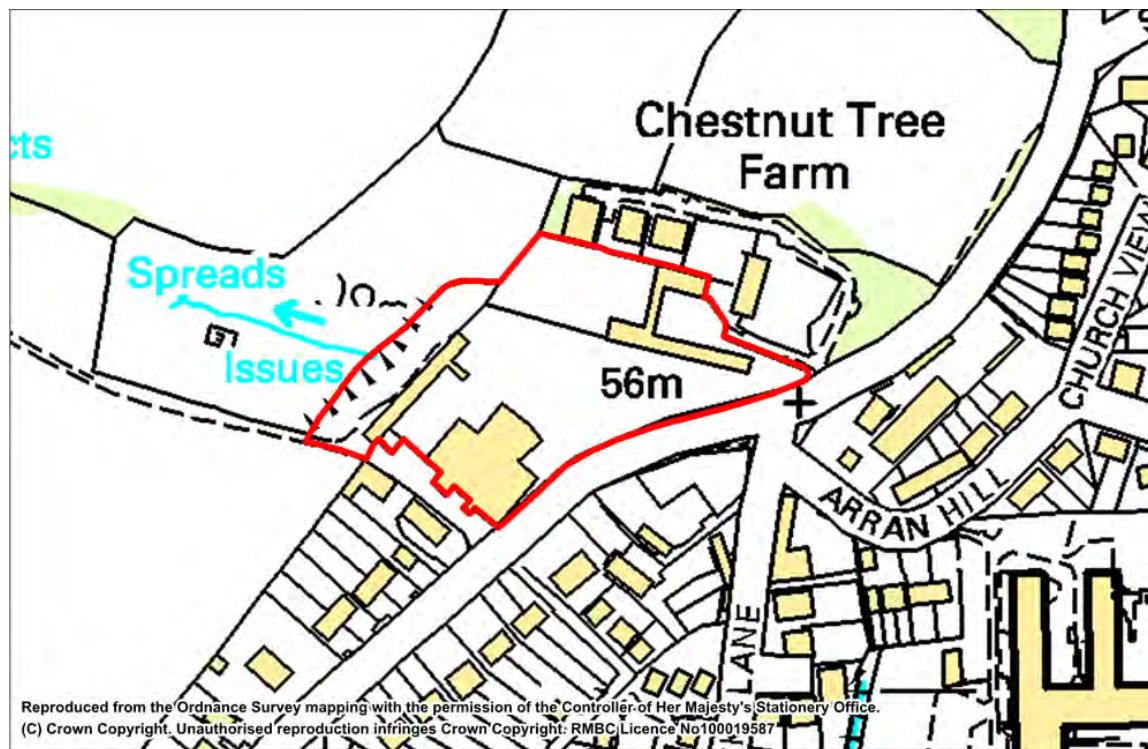 Chestnut Tree
Farm
Spreads
Issues
56m
CHURCH VIEW
ARRAN HILL
LANE
Reproduced from the Ordnance Survey mapping with the permission of the Controller of Her Majesty's Stationery Office.
(C) Crown Copyright. Unauthorised reproduction infringes Crown Copyright. RMBC Licence No100019587